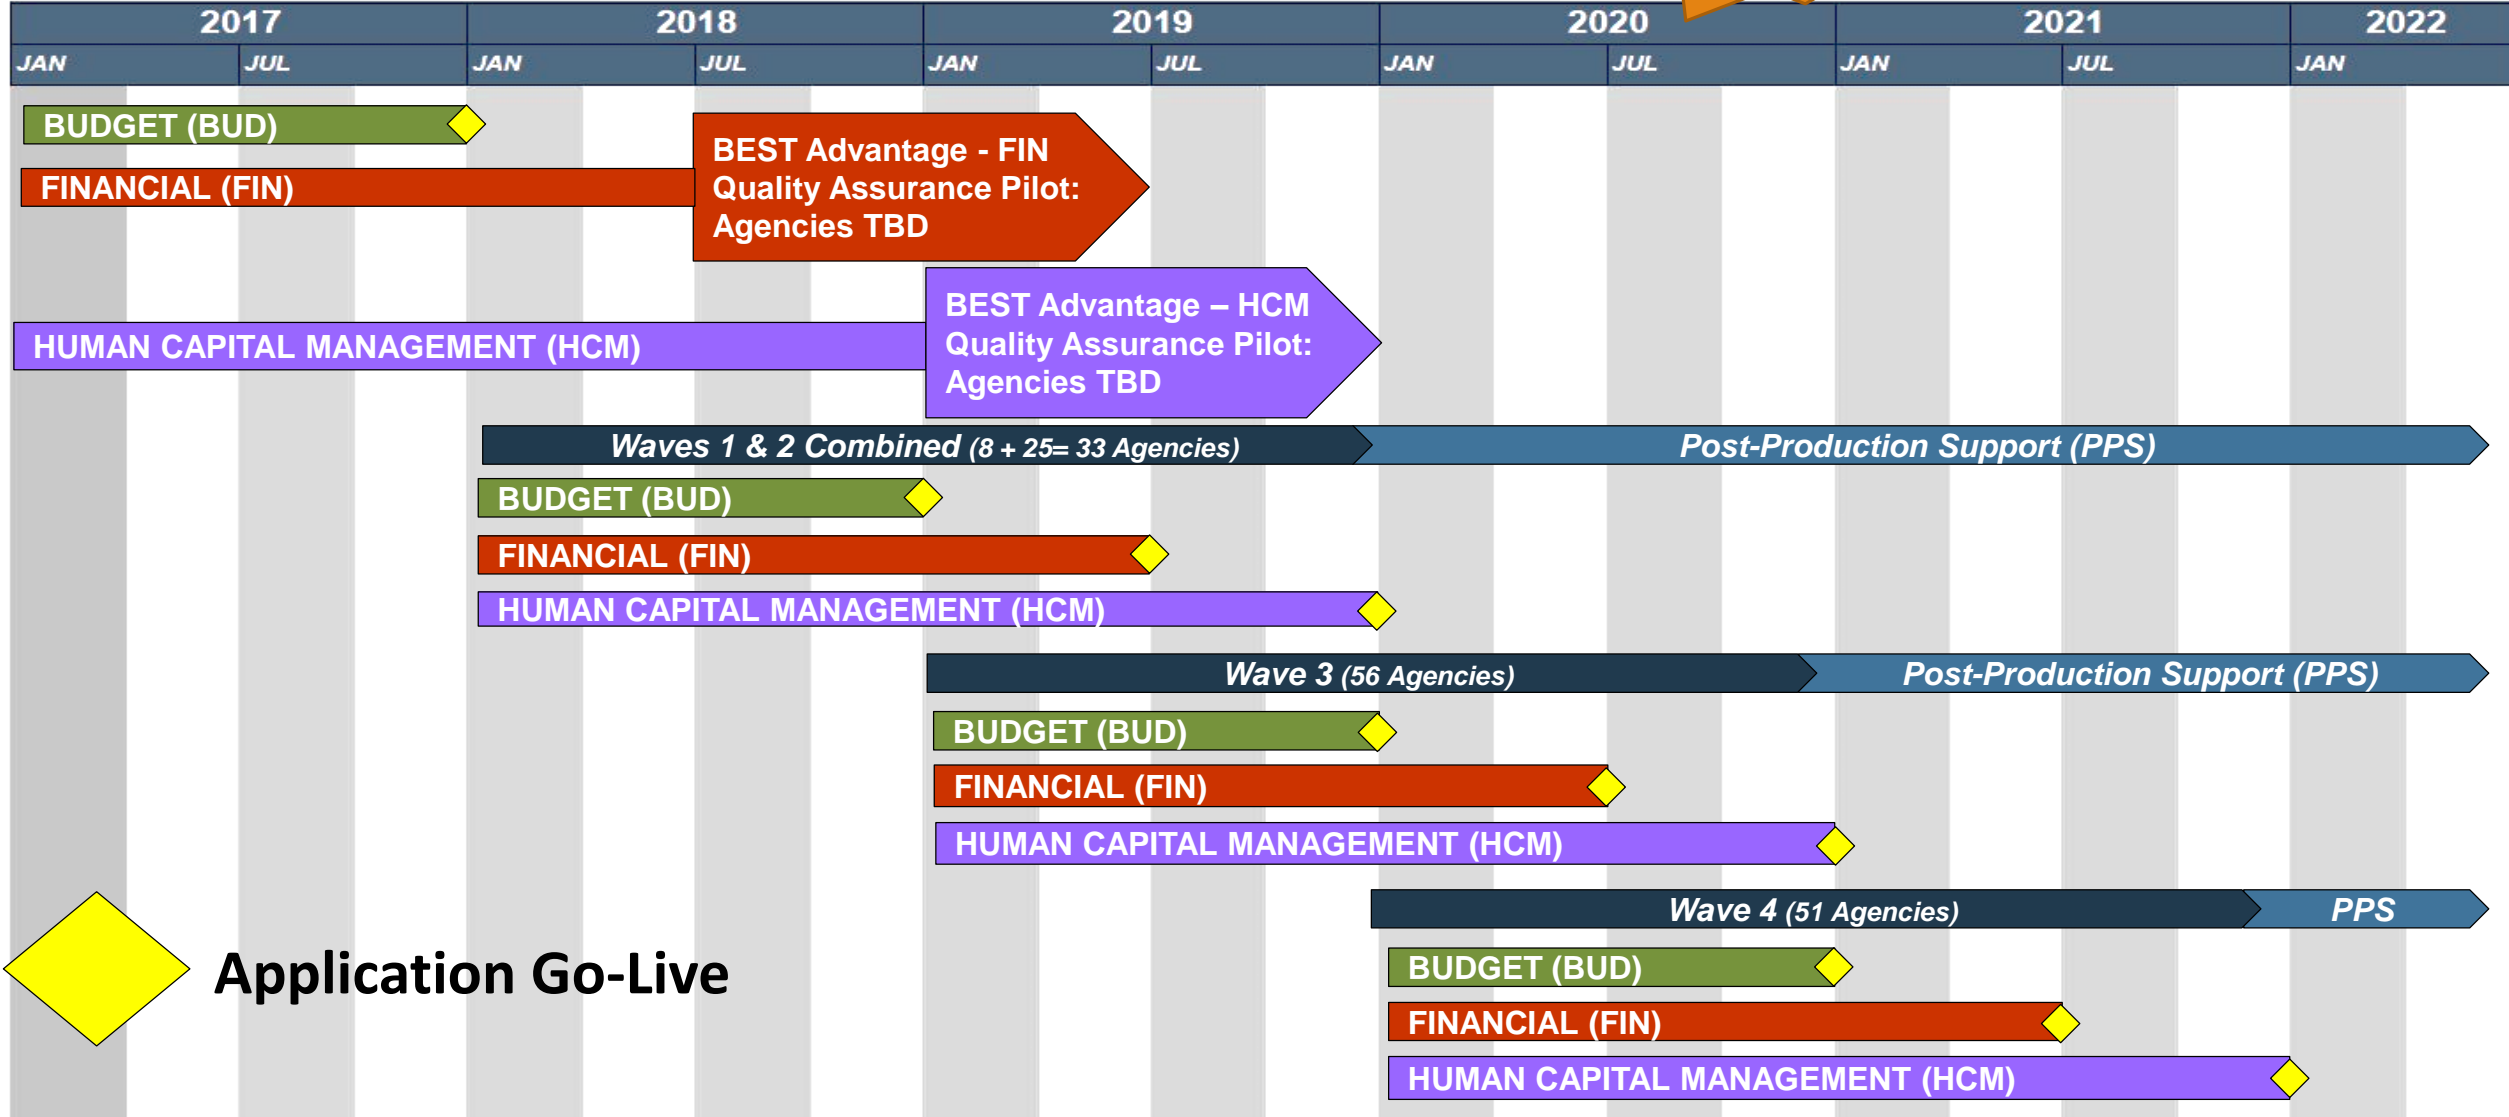 2017 2018 2019 2020 2021 2022
JAN JUL JAN JUL JAN JUL JAN JUL JAN JUL JAN
BUDGET (BUD)
FINANCIAL (FIN)
BEST Advantage - FIN
Quality Assurance Pilot:
Agencies TBD
HUMAN CAPITAL MANAGEMENT (HCM)
BEST Advantage – HCM
Quality Assurance Pilot:
Agencies TBD
Waves 1 & 2 Combined (8 + 25= 33 Agencies) Post-Production Support (PPS)
BUDGET (BUD)
FINANCIAL (FIN)
HUMAN CAPITAL MANAGEMENT (HCM)
Wave 3 (56 Agencies) Post-Production Support (PPS)
BUDGET (BUD)
FINANCIAL (FIN)
HUMAN CAPITAL MANAGEMENT (HCM)
Wave 4 (51 Agencies) PPS
BUDGET (BUD)
Application Go-Live
FINANCIAL (FIN)
HUMAN CAPITAL MANAGEMENT (HCM)